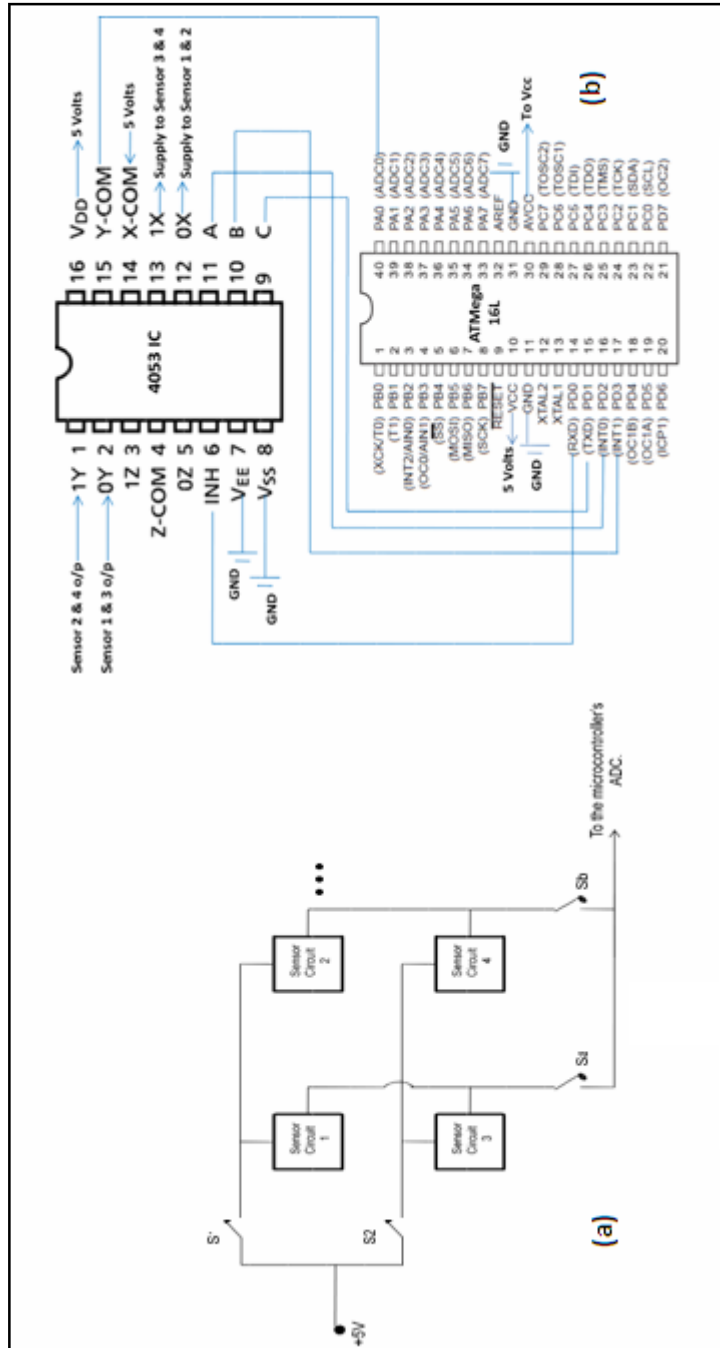 +5V
S'
S2
Sensor
Circuit
1
Sensor
Circuit
2
Sensor
Circuit
3
Sensor
Circuit
4
Sa
Sb
To the microcontroller's
ADC.
(a)
Sensor 2 & 4 o/p 1Y 1
Sensor 1 & 3 o/p 0Y 2
1Z 3
Z-COM 4
0Z 5
INH 6
VEE 7
VSS 8
GND
GND
4053 IC
16 VDD 5 Volts
15 Y-COM
14 X-COM 5 Volts
13 1X Supply to Sensor 3 & 4
12 0X Supply to Sensor 1 & 2
11 A
10 B
9 C
(XCK/T0) PB0 1
(T1) PB1 2
(INT2/AIN0) PB2 3
(OC0/AIN1) PB3 4
(SS) PB4 5
(MOSI) PB5 6
(MISO) PB6 7
(SCK) PB7 8
RESET 9
5 Volts VCC 10
GND GND 11
XTAL2 12
XTAL1 13
(RXD) PD0 14
(TXD) PD1 15
(INT0) PD2 16
(INT1) PD3 17
(OC1B) PD4 18
(OC1A) PD5 19
(ICP1) PD6 20
ATMega
16L
40 PA0 (ADC0)
39 PA1 (ADC1)
38 PA2 (ADC2)
37 PA3 (ADC3)
36 PA4 (ADC4)
35 PA5 (ADC5)
34 PA6 (ADC6)
33 PA7 (ADC7)
32 AREF
31 GND GND
30 AVCC To Vcc
29 PC7 (TOSC2)
28 PC6 (TOSC1)
27 PC5 (TDI)
26 PC4 (TDO)
25 PC3 (TMS)
24 PC2 (TCK)
23 PC1 (SDA)
22 PC0 (SCL)
21 PD7 (OC2)
(b)